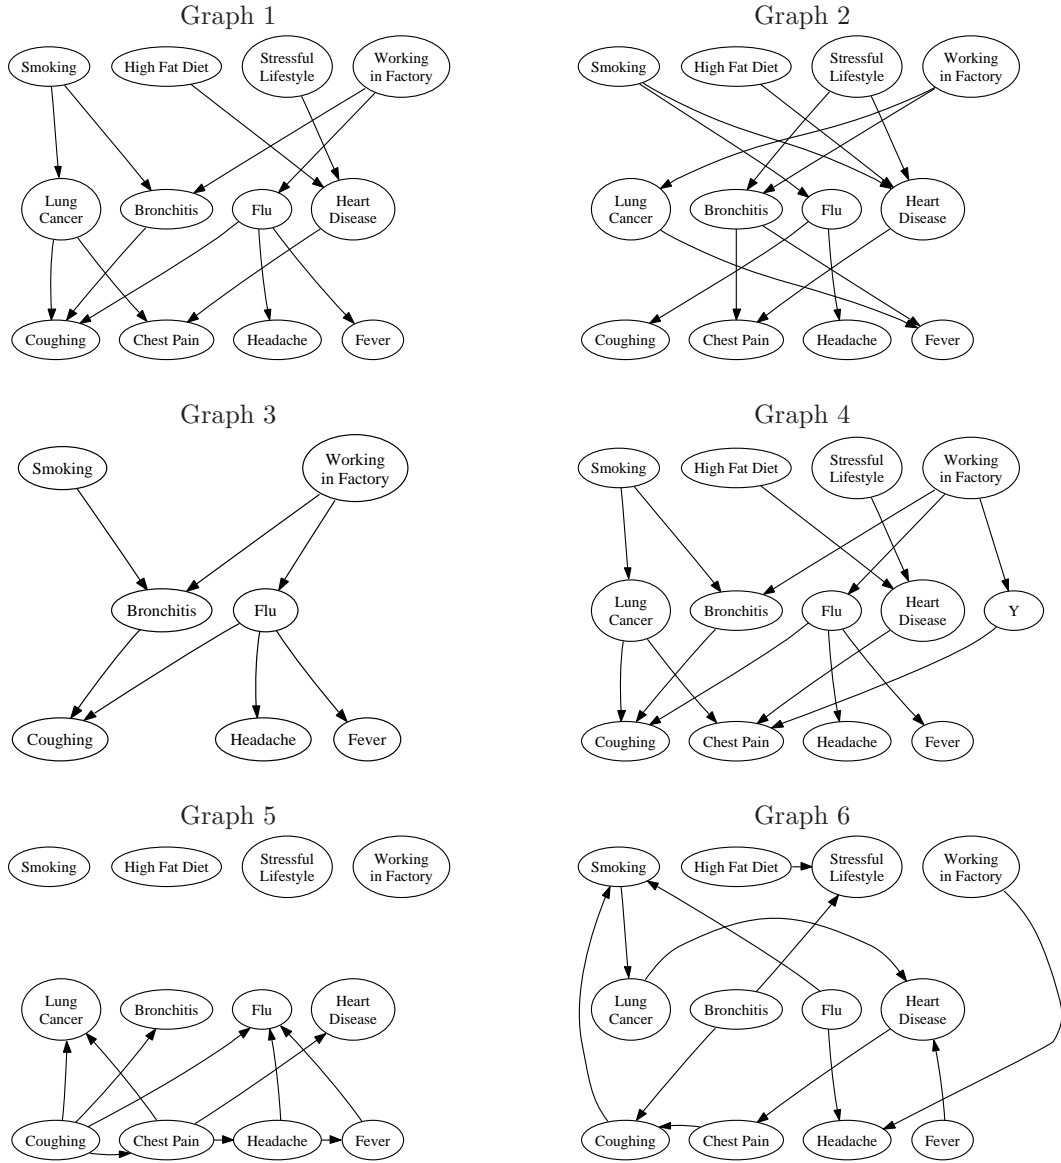 Graph 1
Smoking
High Fat Diet
Stressful
Lifestyle
Working
in Factory
Lung
Cancer
Bronchitis
Flu
Heart
Disease
Coughing
Chest Pain
Headache
Fever
Graph 2
Smoking
High Fat Diet
Stressful
Lifestyle
Working
in Factory
Lung
Cancer
Bronchitis
Flu
Heart
Disease
Coughing
Chest Pain
Headache
Fever
Graph 3
Smoking
Working
in Factory
Bronchitis
Flu
Coughing
Headache
Fever
Graph 4
Smoking
High Fat Diet
Stressful
Lifestyle
Working
in Factory
Lung
Cancer
Bronchitis
Flu
Heart
Disease
Y
Coughing
Chest Pain
Headache
Fever
Graph 5
Smoking
High Fat Diet
Stressful
Lifestyle
Working
in Factory
Lung
Cancer
Bronchitis
Flu
Heart
Disease
Coughing
Chest Pain
Headache
Fever
Graph 6
Smoking
High Fat Diet
Stressful
Lifestyle
Working
in Factory
Lung
Cancer
Bronchitis
Flu
Heart
Disease
Coughing
Chest Pain
Headache
Fever